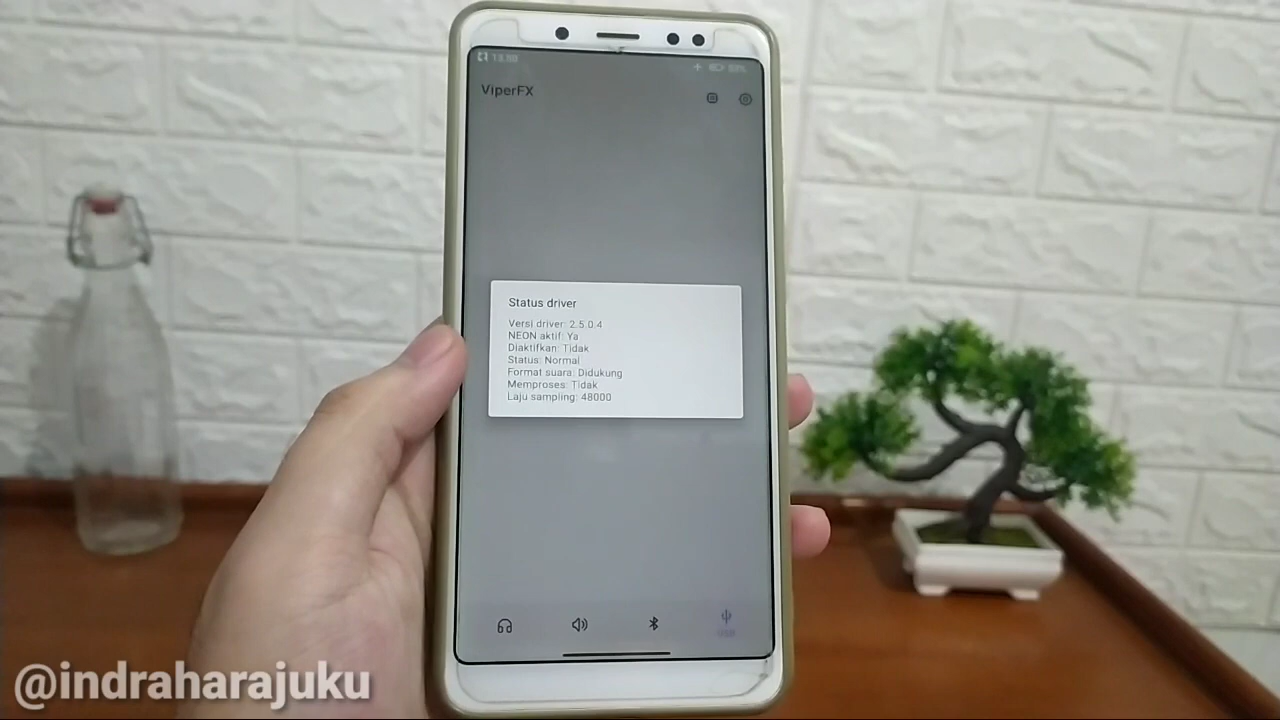 ViperFX
Status driver
Versi driver: 2.5.0.4
NEON aktif: Ya
Diaktifkan: Tidak
Status: Normal
Format suara: Didukung
Memproses: Tidak
Laju sampling: 48000
USB
@indraharajuku